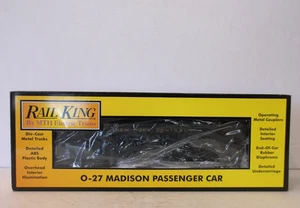 RAIL KING
By MTH Electric Trains
Die-Cast
Metal Trucks
Detailed
ABS
Plastic Body
Overhead
Interior
Illumination
Operating
Metal Couplers
Detailed
Interior
Seating
End-Of-Car
Rubber
Diaphrams
Detailed
Undercarriage
O-27 MADISON PASSENGER CAR